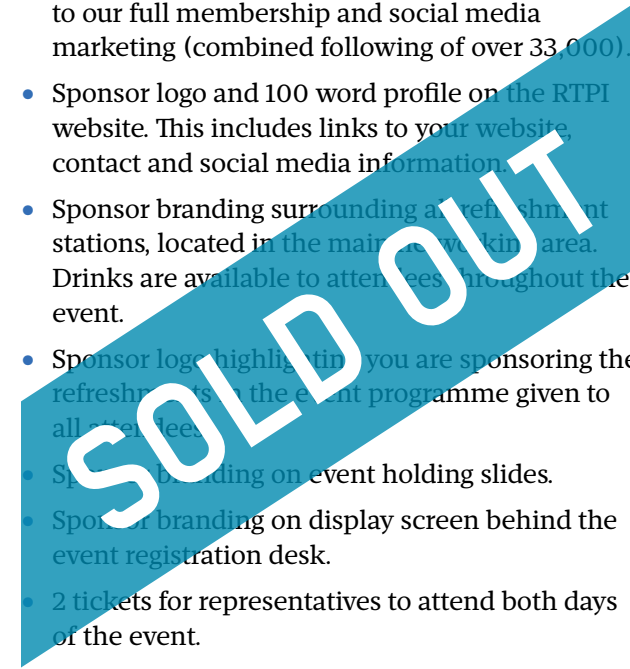 to our full membership and social media
marketing (combined following of over 33,000).
• Sponsor logo and 100 word profile on the RTPI
website. This includes links to your website,
contact and social media information.
• Sponsor branding surrounding all refreshment
stations, located in the main networking area.
Drinks are available to attendees throughout the
event.
• Sponsor logo highlighting you are sponsoring the
refreshments in the event programme given to
all attendees.
• Sponsor branding on event holding slides.
• Sponsor branding on display screen behind the
event registration desk.
• 2 tickets for representatives to attend both days
of the event.
SOLD OUT